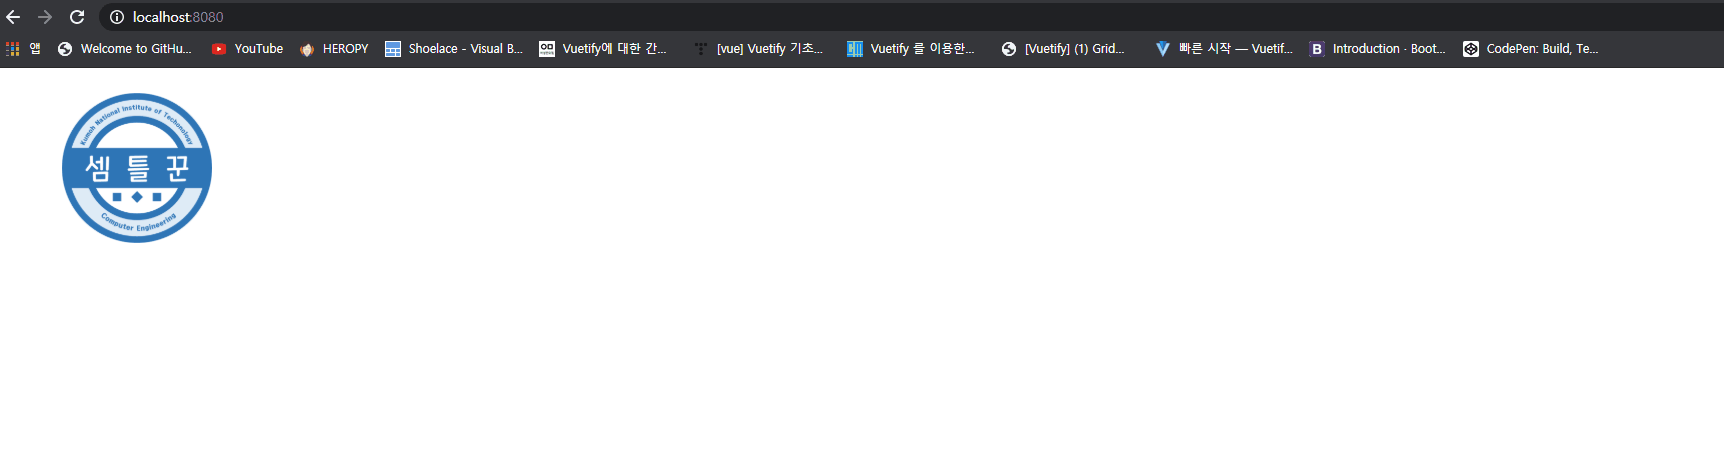 localhost:8080
앱 Welcome to GitHu... YouTube HEROPY Shoelace - Visual B... Vuetify에 대한 간... [vue] Vuetify 기초... Vuetify 를 이용한... [Vuetify] (1) Grid... 빠른 시작 — Vuetif... B Introduction · Boot... CodePen: Build, Te...
Kumoh National Institute of Techonology
셈틀꾼
Computer Engineering